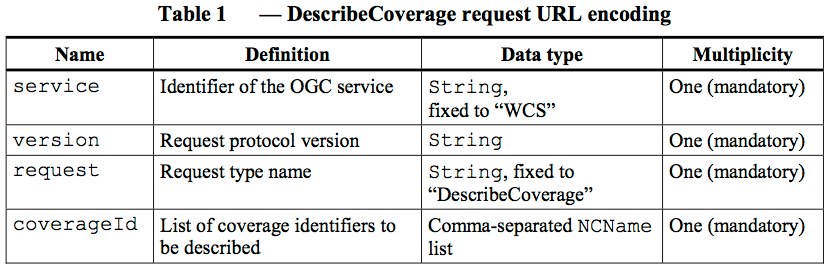 Table 1 — DescribeCoverage request URL encoding
Name Definition Data type Multiplicity
service Identifier of the OGC service String, One (mandatory)
fixed to “WCS”
version Request protocol version String One (mandatory)
request Request type name String, fixed to One (mandatory)
“DescribeCoverage”
coverageId List of coverage identifiers to Comma-separated NCName One (mandatory)
be described list